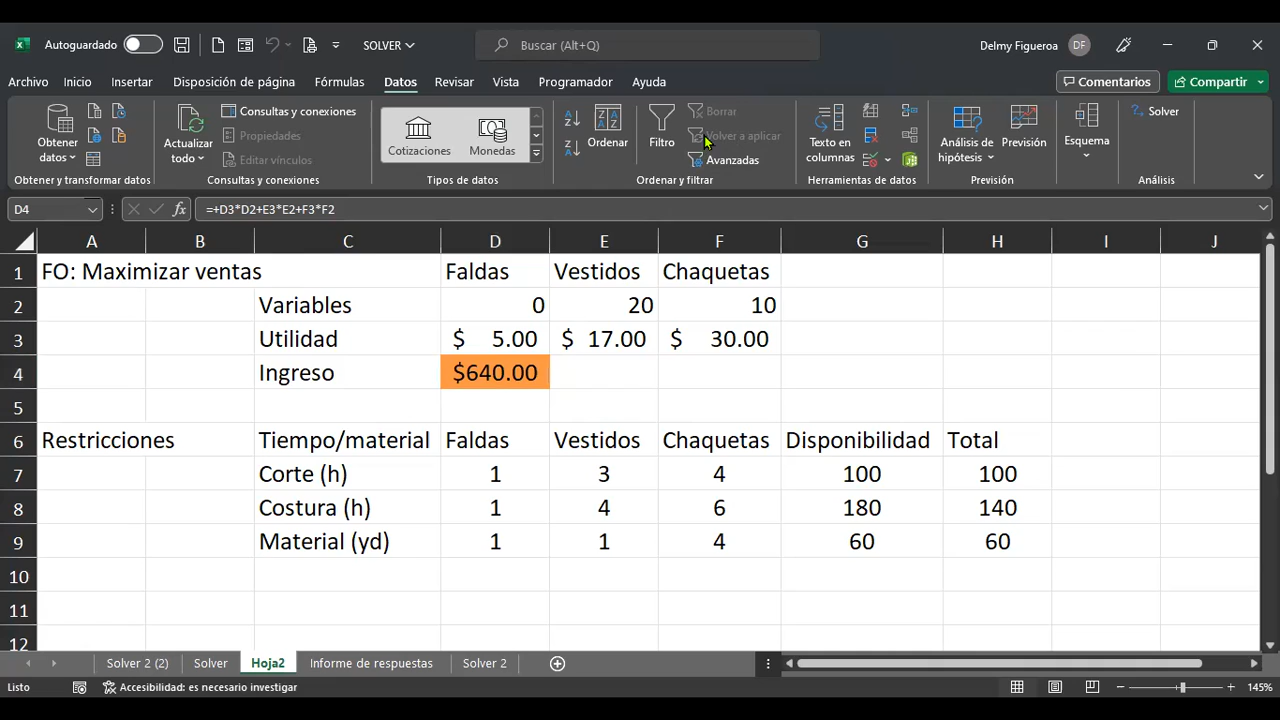 Autoguardado SOLVER Buscar (Alt+Q) Delmy Figueroa DF
Archivo Inicio Insertar Disposición de página Fórmulas Datos Revisar Vista Programador Ayuda Comentarios Compartir
Obtener datos
Actualizar todo
Consultas y conexiones
Propiedades
Editar vínculos
Cotizaciones Monedas
Ordenar
Filtro
Borrar
Volver a aplicar
Avanzadas
Texto en columnas
Análisis de hipótesis
Previsión
Esquema
Solver
Obtener y transformar datos Consultas y conexiones Tipos de datos Ordenar y filtrar Herramientas de datos Previsión Análisis
D4 fx =+D3*D2+E3*E2+F3*F2
A B C D E F G H I J
1 FO: Maximizar ventas Faldas Vestidos Chaquetas
2 Variables 0 20 10
3 Utilidad $ 5.00 $ 17.00 $ 30.00
4 Ingreso $640.00
5
6 Restricciones Tiempo/material Faldas Vestidos Chaquetas Disponibilidad Total
7 Corte (h) 1 3 4 100 100
8 Costura (h) 1 4 6 180 140
9 Material (yd) 1 1 4 60 60
10
11
12
Solver 2 (2) Solver Hoja2 Informe de respuestas Solver 2
Listo Accesibilidad: es necesario investigar 145%